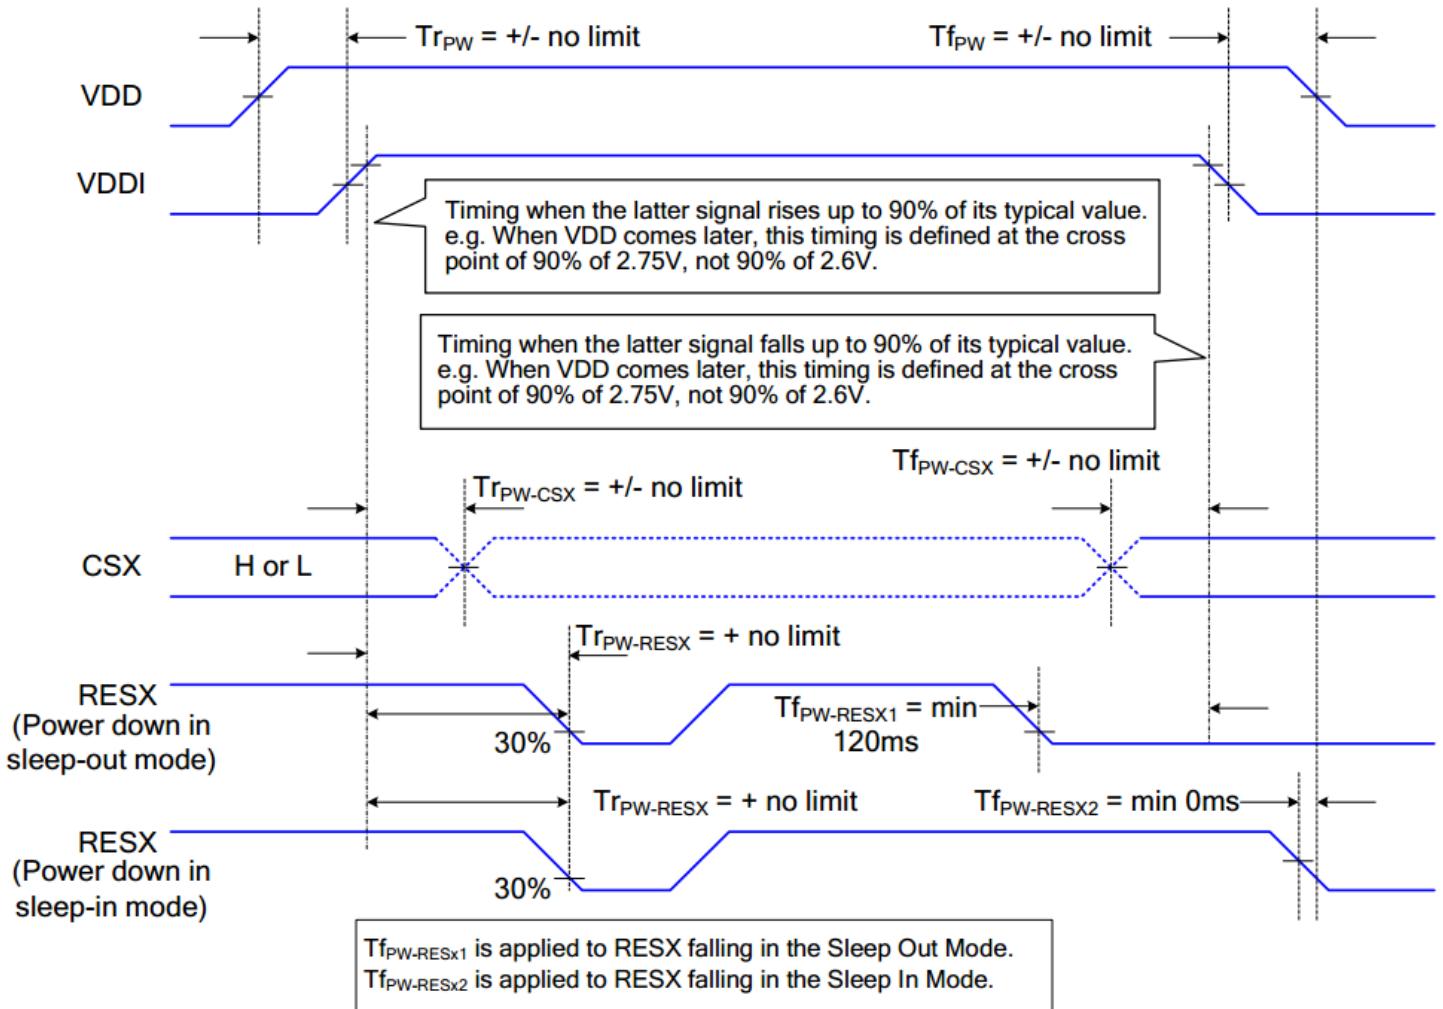 TrPW = +/- no limit
TfPW = +/- no limit
VDD
VDDI
Timing when the latter signal rises up to 90% of its typical value.
e.g. When VDD comes later, this timing is defined at the cross
point of 90% of 2.75V, not 90% of 2.6V.
Timing when the latter signal falls up to 90% of its typical value.
e.g. When VDD comes later, this timing is defined at the cross
point of 90% of 2.75V, not 90% of 2.6V.
TfPW-CSX = +/- no limit
TrPW-CSX = +/- no limit
CSX
H or L
TrPW-RESX = + no limit
RESX
(Power down in
sleep-out mode)
30%
TfPW-RESX1 = min
120ms
TrPW-RESX = + no limit
TfPW-RESX2 = min 0ms
RESX
(Power down in
sleep-in mode)
30%
TfPW-RESx1 is applied to RESX falling in the Sleep Out Mode.
TfPW-RESx2 is applied to RESX falling in the Sleep In Mode.